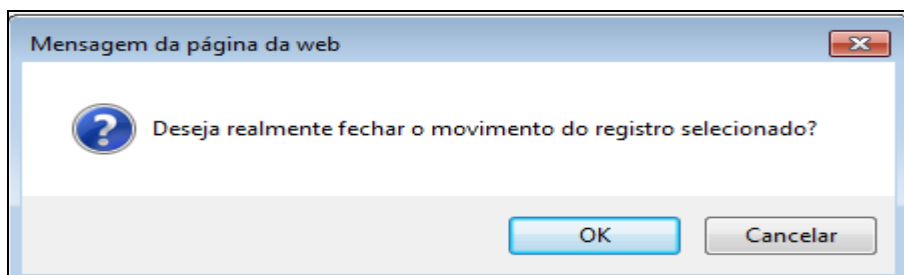 Mensagem da página da web
Deseja realmente fechar o movimento do registro selecionado?
OK
Cancelar